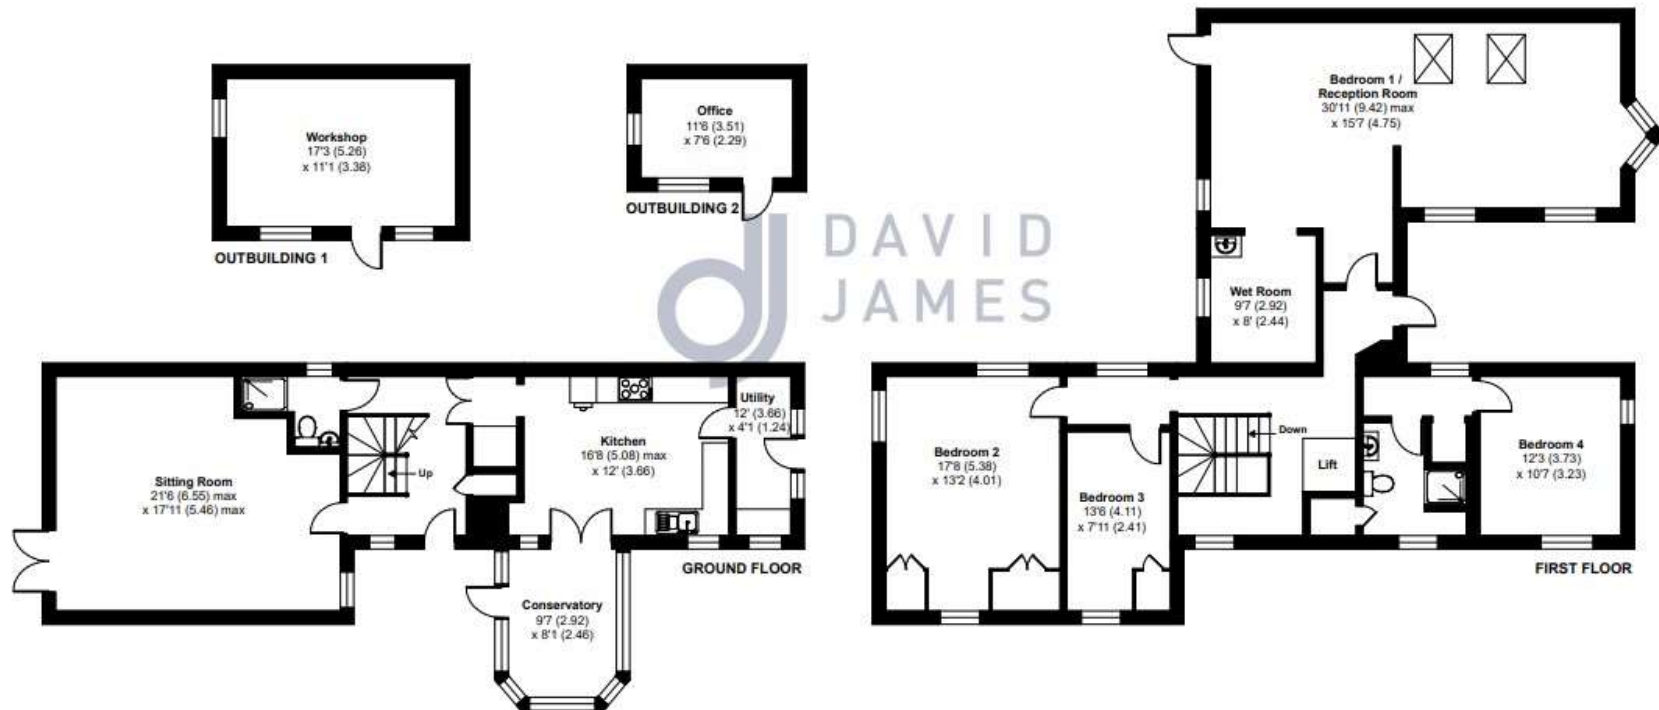 Workshop
17'3 (5.26)
x 11'1 (3.38)
OUTBUILDING 1
Office
11'6 (3.51)
x 7'6 (2.29)
OUTBUILDING 2
DAVID
JAMES
Bedroom 1 /
Reception Room
30'11 (9.42) max
x 15'7 (4.75)
Wet Room
9'7 (2.92)
x 8' (2.44)
Sitting Room
21'6 (6.55) max
x 17'11 (5.46) max
Up
Kitchen
16'8 (5.08) max
x 12' (3.66)
Utility
12' (3.66)
x 4'1 (1.24)
Conservatory
9'7 (2.92)
x 8'1 (2.46)
GROUND FLOOR
Bedroom 2
17'8 (5.38)
x 13'2 (4.01)
Bedroom 3
13'6 (4.11)
x 7'11 (2.41)
Down
Lift
Bedroom 4
12'3 (3.73)
x 10'7 (3.23)
FIRST FLOOR